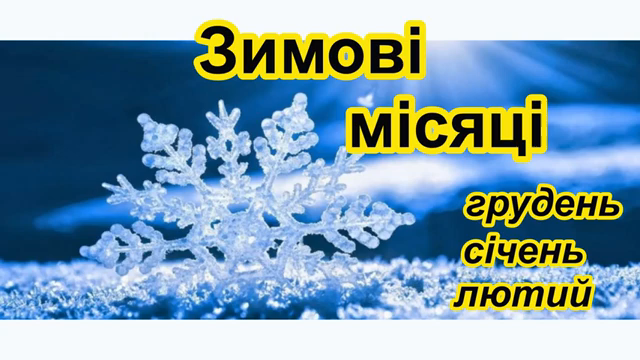 Зимові
місяці
грудень
січень
лютий